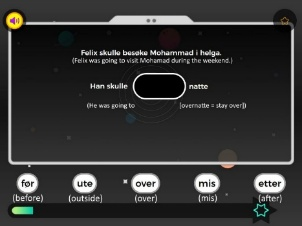 Felix skulle besøke Mohammad i helga.
(Felix was going to visit Mohamad during the weekend.)
Han skulle natte
(He was going to [overnatte = stay over])
før ute over mis etter
(before) (outside) (over) (mis) (after)